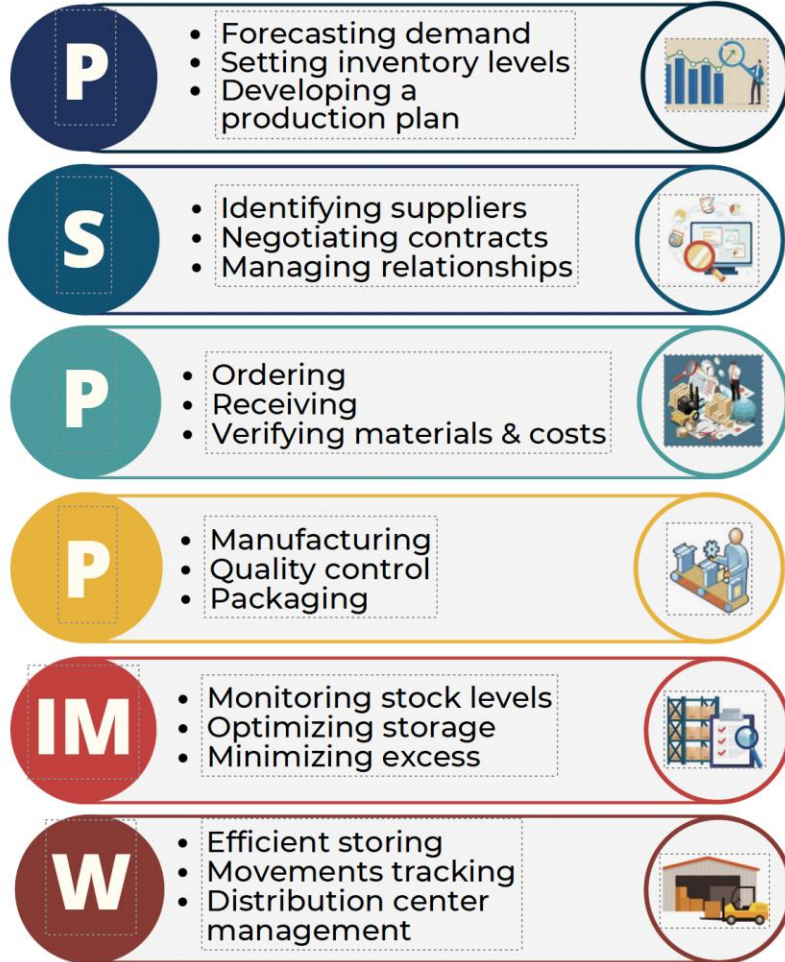 P
• Forecasting demand
• Setting inventory levels
• Developing a
production plan
S
• Identifying suppliers
• Negotiating contracts
• Managing relationships
P
• Ordering
• Receiving
• Verifying materials & costs
P
• Manufacturing
• Quality control
• Packaging
IM
• Monitoring stock levels
• Optimizing storage
• Minimizing excess
W
• Efficient storing
• Movements tracking
• Distribution center
management